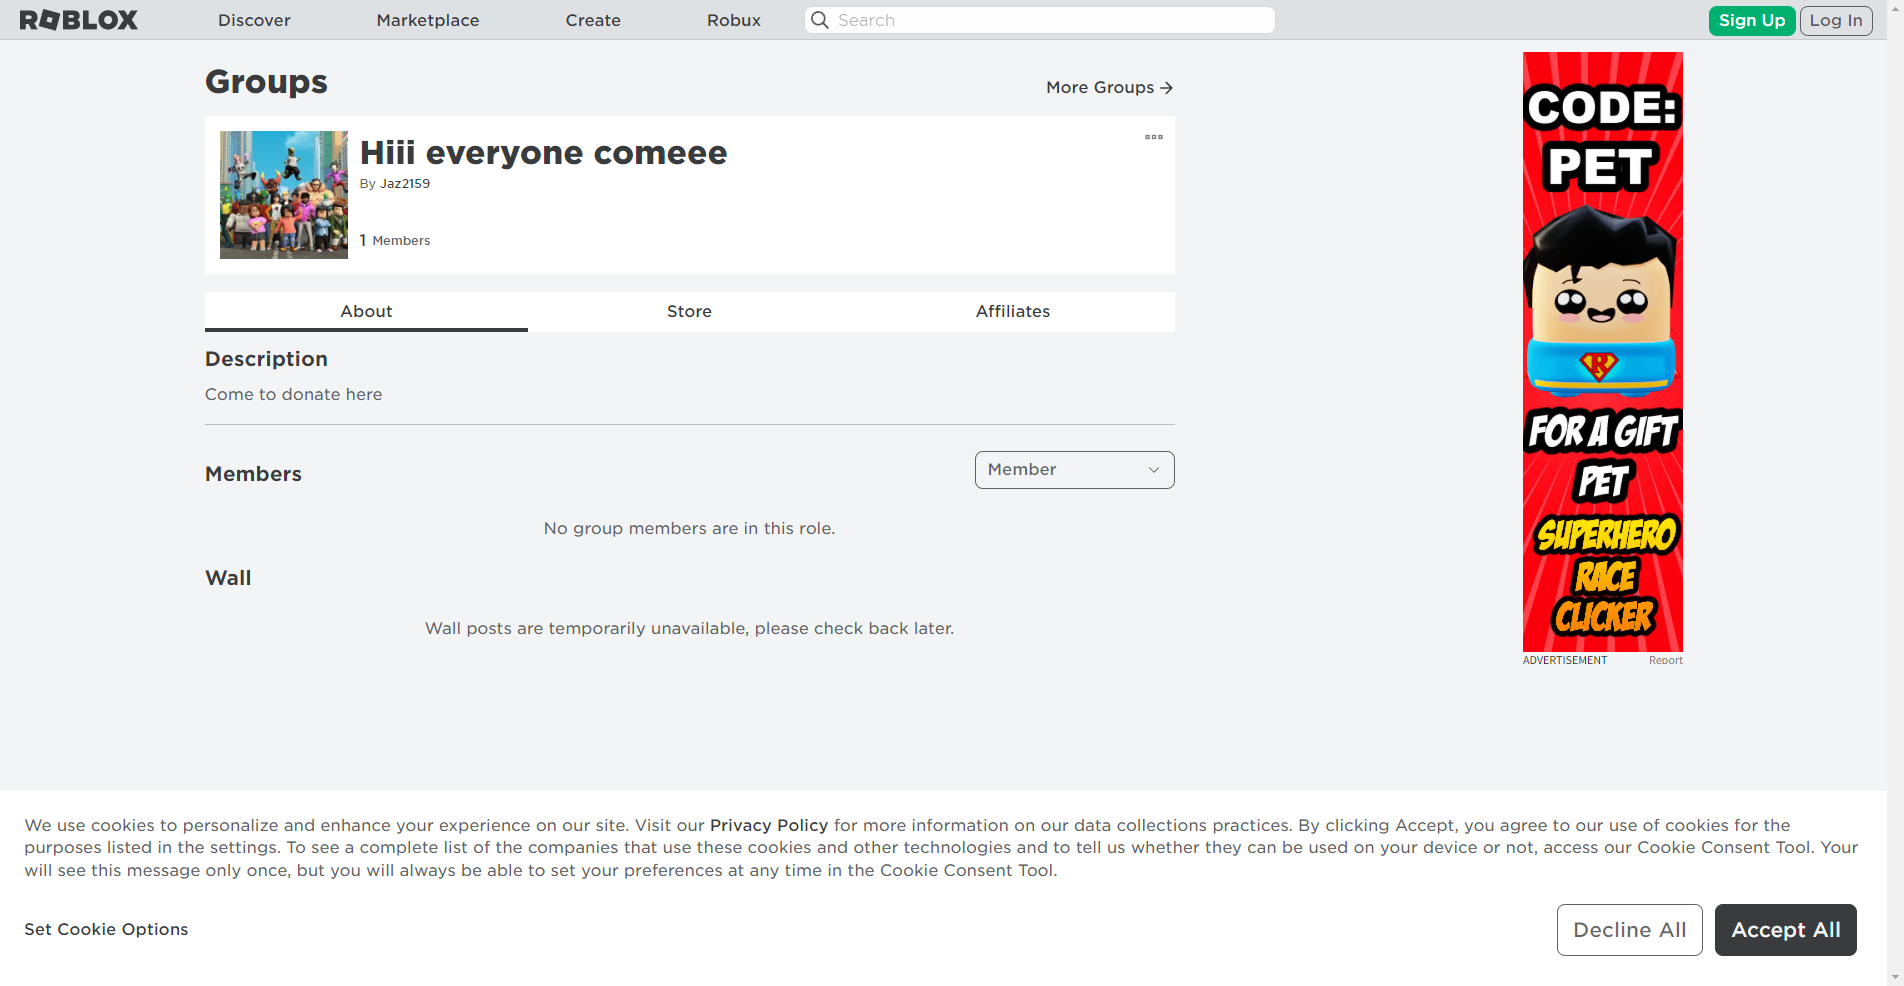 ROBLOX Discover Marketplace Create Robux Search Sign Up Log In
Groups
More Groups →
Hiii everyone comeee
By Jaz2159
1 Members
About Store Affiliates
Description
Come to donate here
Members
Member
No group members are in this role.
Wall
Wall posts are temporarily unavailable, please check back later.
CODE:
PET
R
FOR A GIFT
PET
SUPERHERO
RACE
CLICKER
ADVERTISEMENT Report
We use cookies to personalize and enhance your experience on our site. Visit our Privacy Policy for more information on our data collections practices. By clicking Accept, you agree to our use of cookies for the
purposes listed in the settings. To see a complete list of the companies that use these cookies and other technologies and to tell us whether they can be used on your device or not, access our Cookie Consent Tool. Your
will see this message only once, but you will always be able to set your preferences at any time in the Cookie Consent Tool.
Set Cookie Options
Decline All Accept All